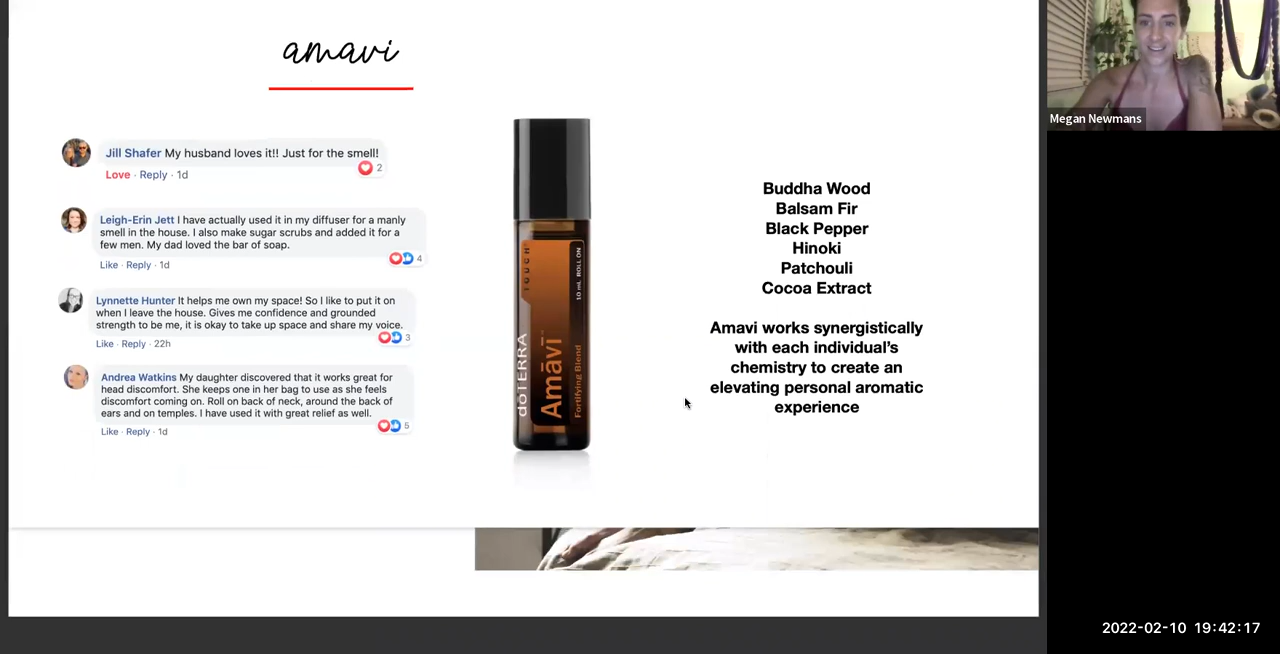 amavi
Jill Shafer My husband loves it!! Just for the smell!
2
Love · Reply · 1d
Leigh-Erin Jett I have actually used it in my diffuser for a manly
smell in the house. I also make sugar scrubs and added it for a
few men. My dad loved the bar of soap.
4
Like · Reply · 1d
Lynnette Hunter It helps me own my space! So I like to put it on
when I leave the house. Gives me confidence and grounded
strength to be me, it is okay to take up space and share my voice.
3
Like · Reply · 22h
Andrea Watkins My daughter discovered that it works great for
head discomfort. She keeps one in her bag to use as she feels
discomfort coming on. Roll on back of neck, around the back of
ears and on temples. I have used it with great relief as well.
5
Like · Reply · 1d
dōTERRA
TOUCH
Amāvī
Fortifying Blend
10 mL ROLL ON
Buddha Wood
Balsam Fir
Black Pepper
Hinoki
Patchouli
Cocoa Extract
Amavi works synergistically
with each individual’s
chemistry to create an
elevating personal aromatic
experience
Megan Newmans
2022-02-10 19:42:17